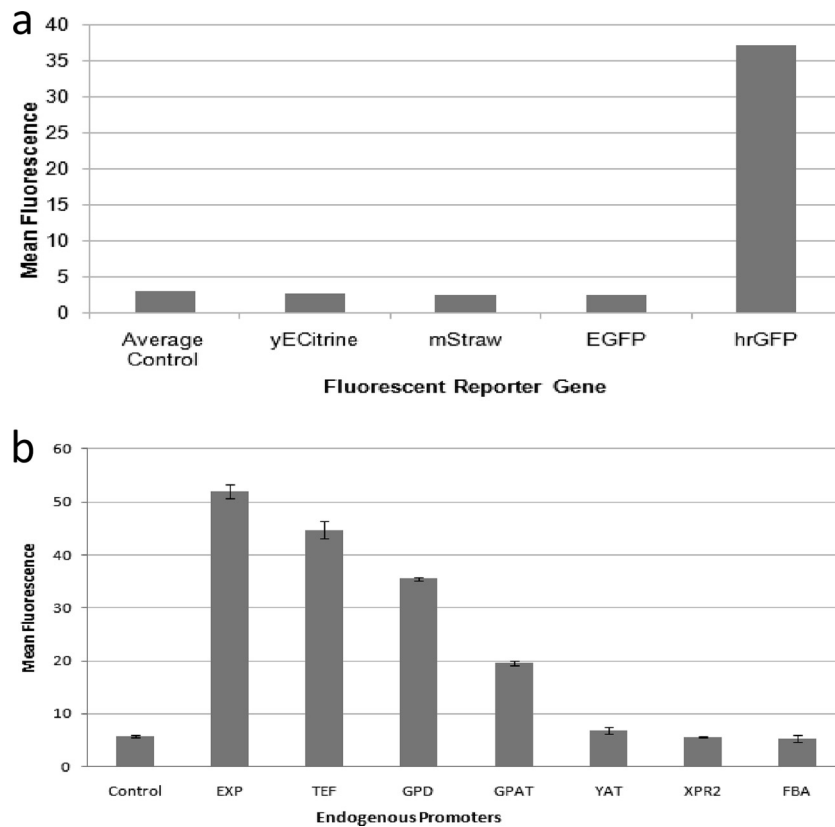 a
40
35
30
25
20
15
10
5
0
Mean Fluorescence
Average Control
yECitrine
mStraw
EGFP
hrGFP
Fluorescent Reporter Gene
b
60
50
40
30
20
10
0
Mean Fluorescence
Control
EXP
TEF
GPD
GPAT
YAT
XPR2
FBA
Endogenous Promoters